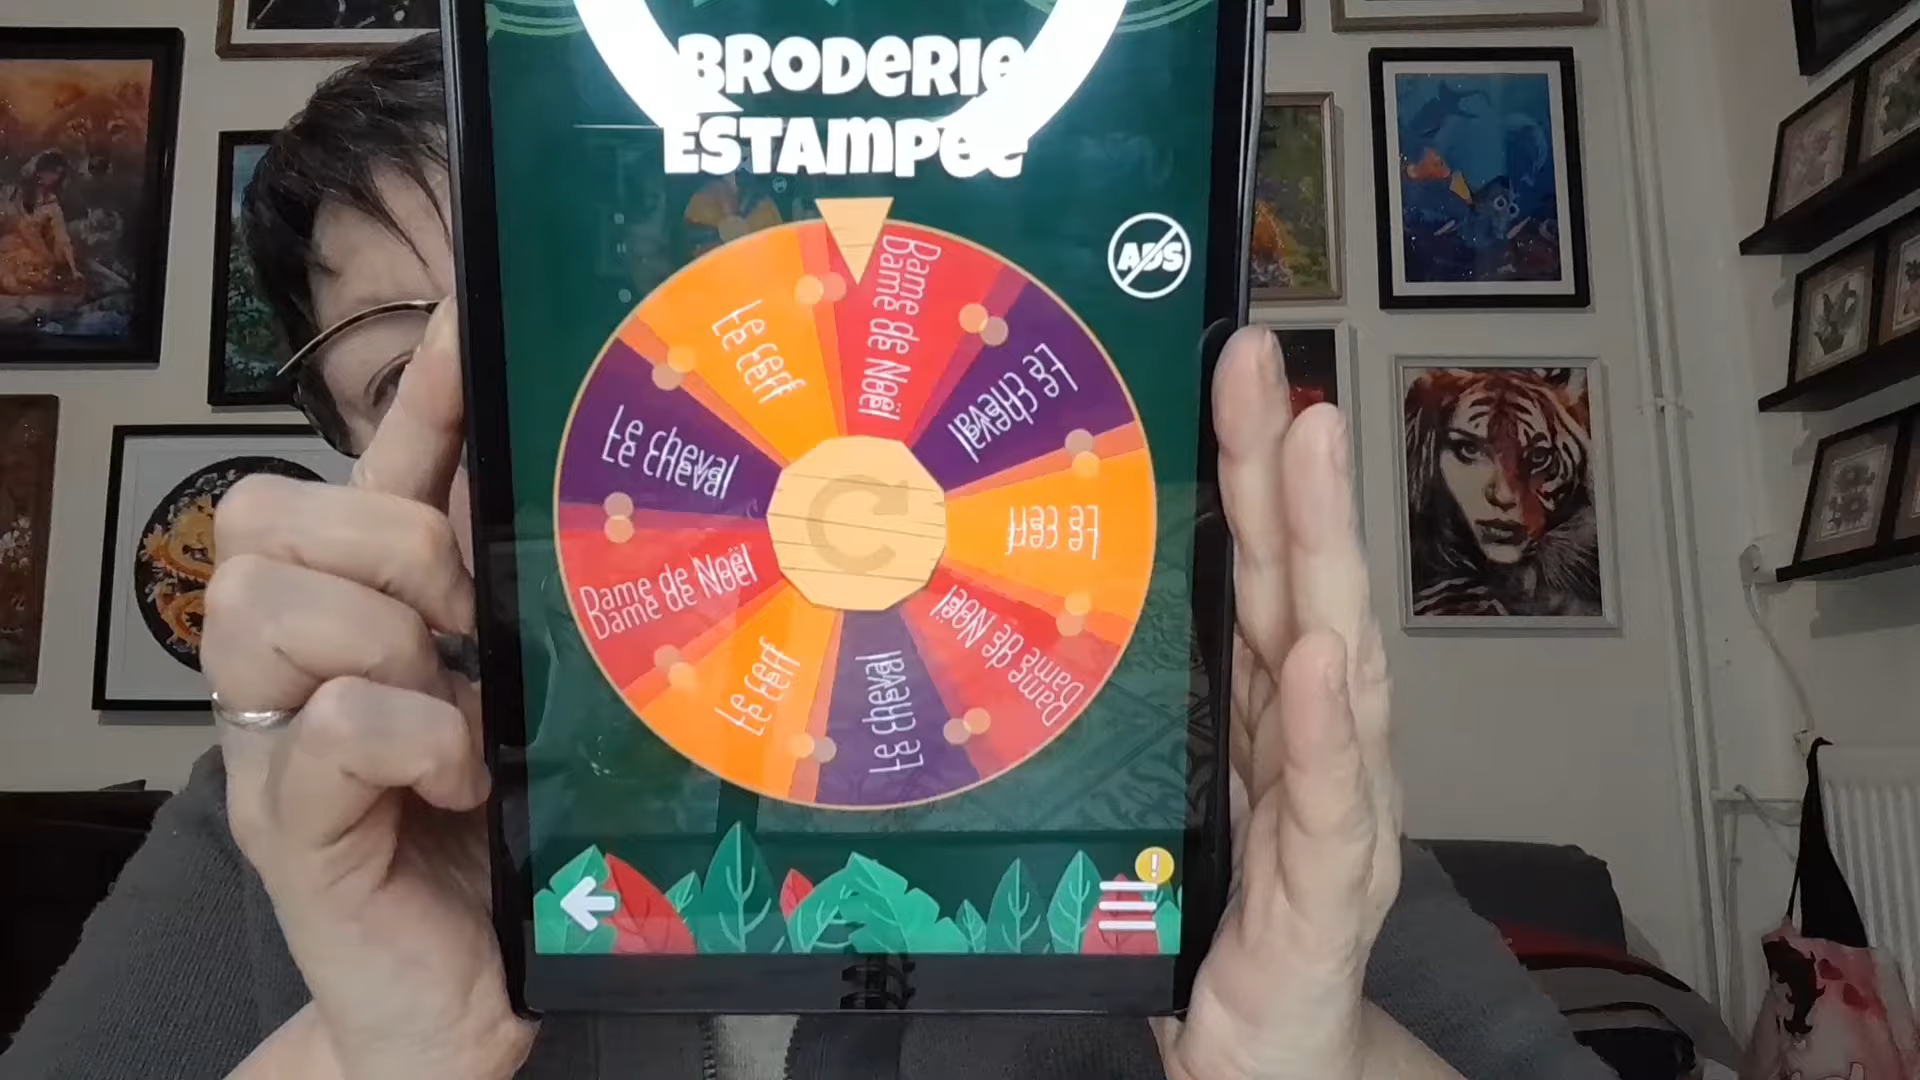 BRODERIE
ESTAMPEE
ADS
Dame de Noël
Le cheval
Le cerf
Dame de Noël
Le cheval
Le cerf
Dame de Noël
Le cheval
Le cerf
!